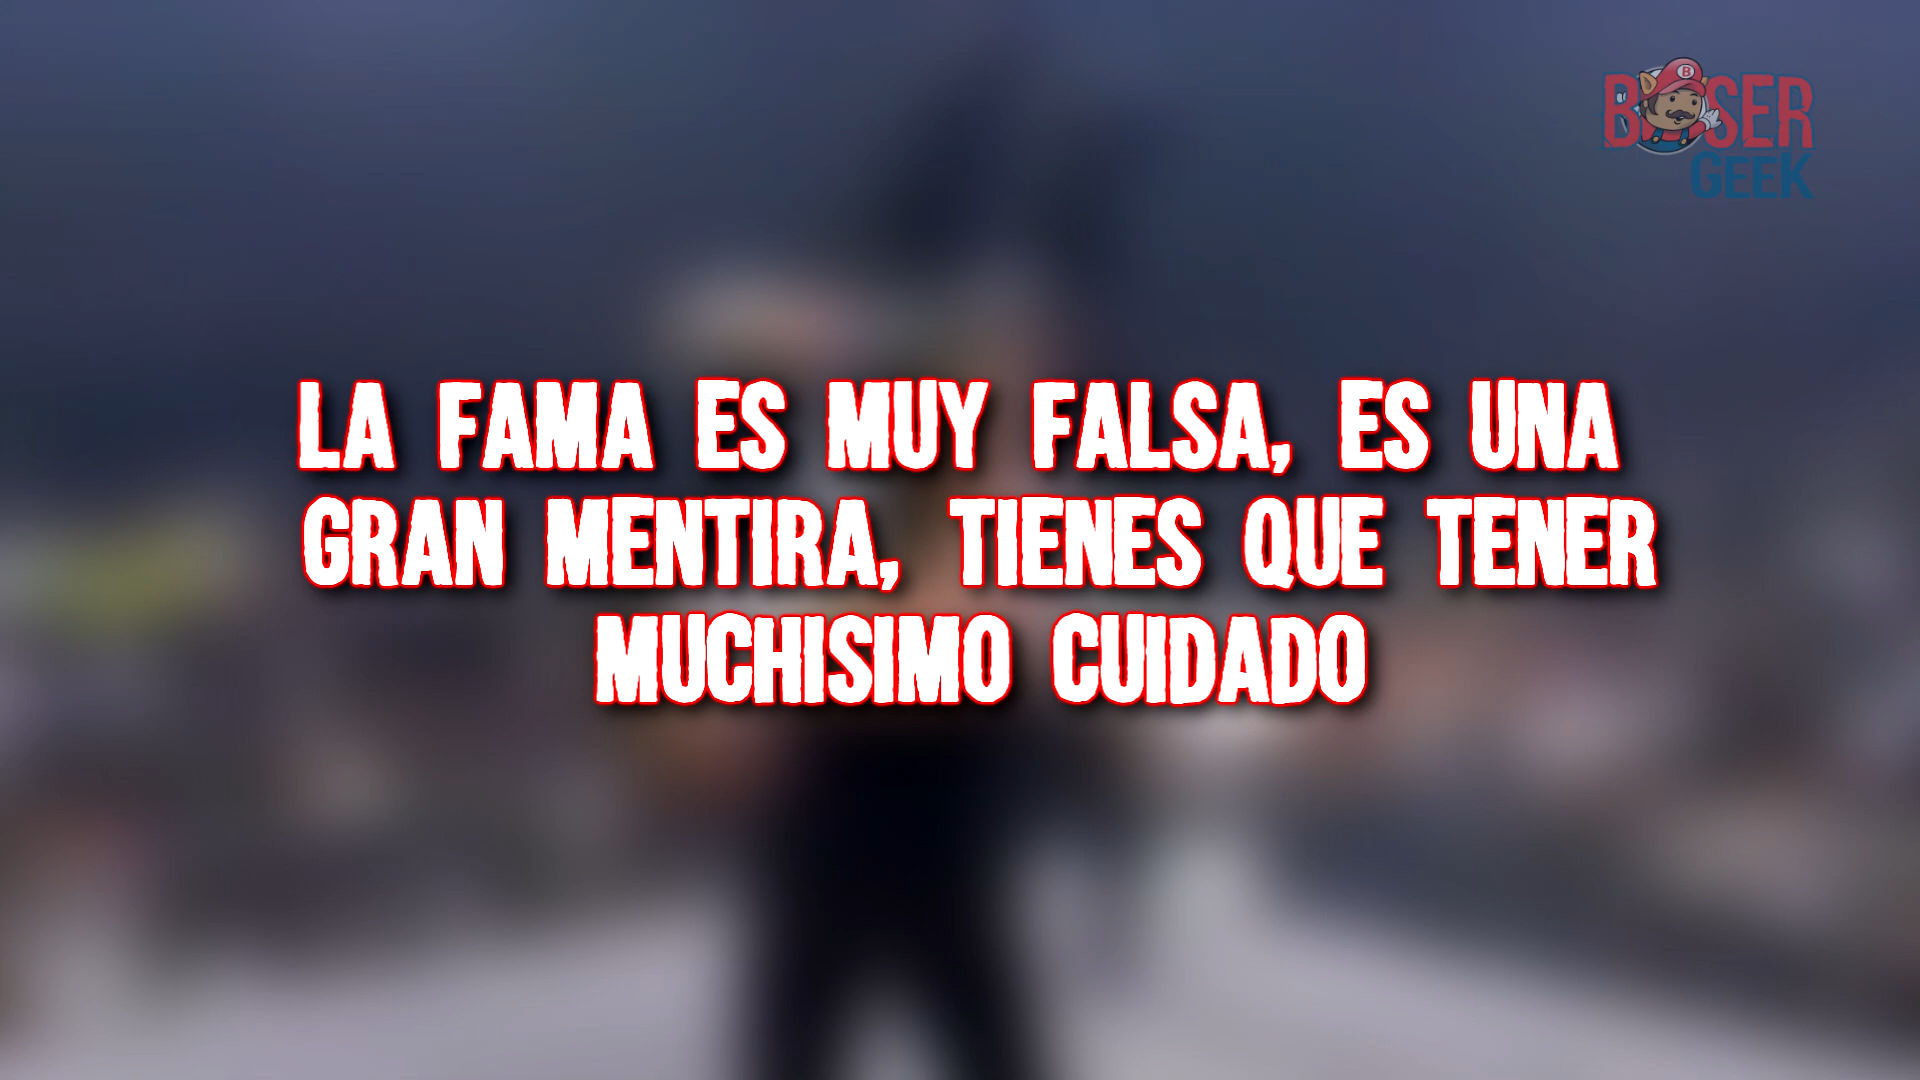 BOSER
GEEK
LA FAMA ES MUY FALSA, ES UNA
GRAN MENTIRA, TIENES QUE TENER
MUCHISIMO CUIDADO